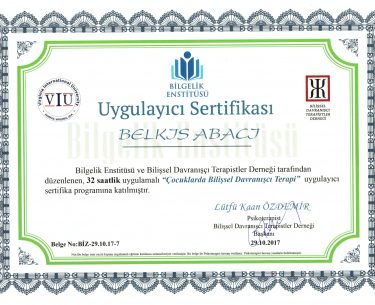 Virginia International University
VIU
BİLGELİK
ENSTİTÜSÜ
BİLİŞSEL
DAVRANIŞÇI
TERAPİSTLER
DERNEĞİ
Uygulayıcı Sertifikası
BELKIS ABACI
Bilgelik Enstitüsü
Bilgelik Enstitüsü ve Bilişsel Davranışçı Terapistler Derneği tarafından
düzenlenen, 32 saatlik uygulamalı “Çocuklarda Bilişsel Davranışçı Terapi” uygulayıcı
sertifika programına katılmıştır.
Lütfü Kaan ÖZDEMİR
Psikoterapist
Bilişsel Davranışçı Terapistler Derneği
Başkanı
Belge No:BİZ-29.10.17-7
29.10.2017